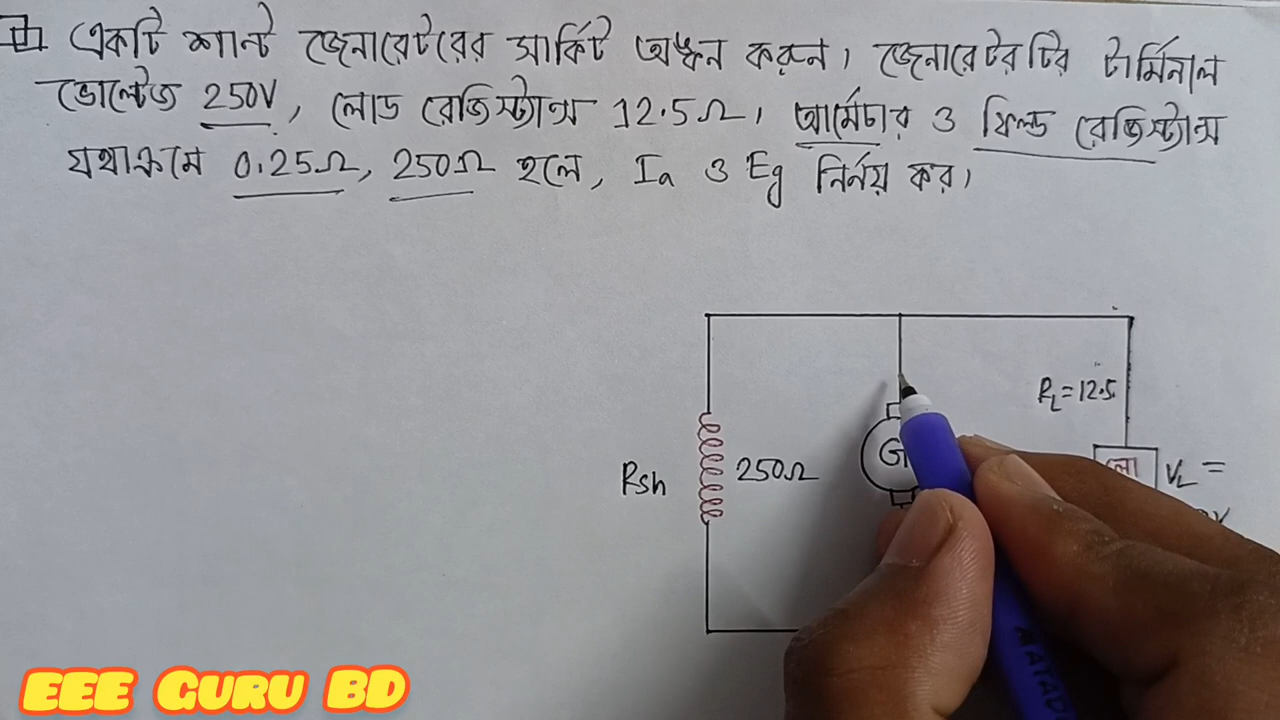 একটি শান্ট জেনারেটরের সার্কিট অঙ্কন করুন। জেনারেটরটির টার্মিনাল
ভোল্টেজ 250V, লোড রেজিস্ট্যান্স 12.5Ω, আর্মেচার ও ফিল্ড রেজিস্ট্যান্স
যথাক্রমে 0.25Ω, 250Ω হলে, Ia ও Eg নির্নয় কর।
RL=12.5
G
Rsh 250Ω
VL =
EEE GURU BD